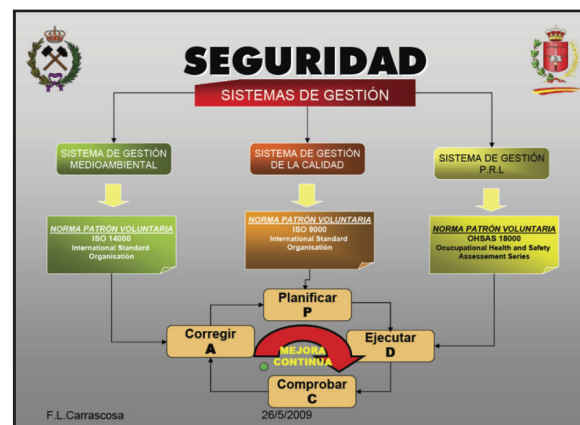 SEGURIDAD
SISTEMAS DE GESTIÓN
SISTEMA DE GESTIÓN
MEDIOAMBIENTAL
SISTEMA DE GESTIÓN
DE LA CALIDAD
SISTEMA DE GESTIÓN
P.R.L
NORMA PATRÓN VOLUNTARIA
ISO 14000
International Standard
Organisatión
NORMA PATRÓN VOLUNTARIA
ISO 9000
International Standard
Organisatión
NORMA PATRÓN VOLUNTARIA
OHSAS 18000
Ocucupational Health and Safety
Assessement Series
Planificar
P
Corregir
A
Ejecutar
D
MEJORA
CONTINUA
Comprobar
C
F.L.Carrascosa
26/5/2009